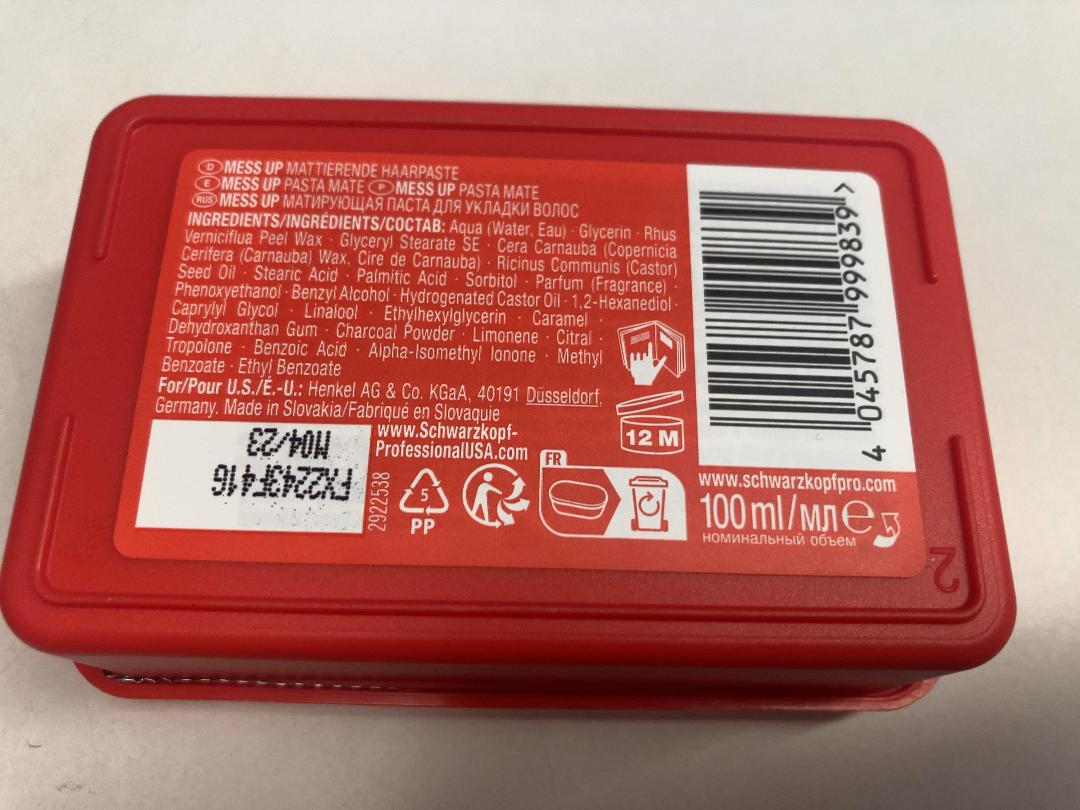 D MESS UP MATTIERENDE HAARPASTE
E MESS UP PASTA MATE P MESS UP PASTA MATE
RUS MESS UP МАТИРУЮЩАЯ ПАСТА ДЛЯ УКЛАДКИ ВОЛОС
INGREDIENTS/INGRÉDIENTS/СОСТАВ: Aqua (Water, Eau) · Glycerin · Rhus
Verniciflua Peel Wax · Glyceryl Stearate SE · Cera Carnauba (Copernicia
Cerifera (Carnauba) Wax, Cire de Carnauba) · Ricinus Communis (Castor)
Seed Oil · Stearic Acid · Palmitic Acid · Sorbitol · Parfum (Fragrance) ·
Phenoxyethanol · Benzyl Alcohol · Hydrogenated Castor Oil · 1,2-Hexanediol ·
Caprylyl Glycol · Linalool · Ethylhexylglycerin · Caramel ·
Dehydroxanthan Gum · Charcoal Powder · Limonene · Citral ·
Tropolone · Benzoic Acid · Alpha-Isomethyl Ionone · Methyl
Benzoate · Ethyl Benzoate
For/Pour U.S./É.-U.: Henkel AG & Co. KGaA, 40191 Düsseldorf,
Germany. Made in Slovakia/Fabriqué en Slovaquie
www.Schwarzkopf-
ProfessionalUSA.com
M04/23
FX2243F416
2922538
5
PP
FR
12 M
4 045787 999839 >
www.schwarzkopfpro.com
100 ml/мл e
номинальный объем
2